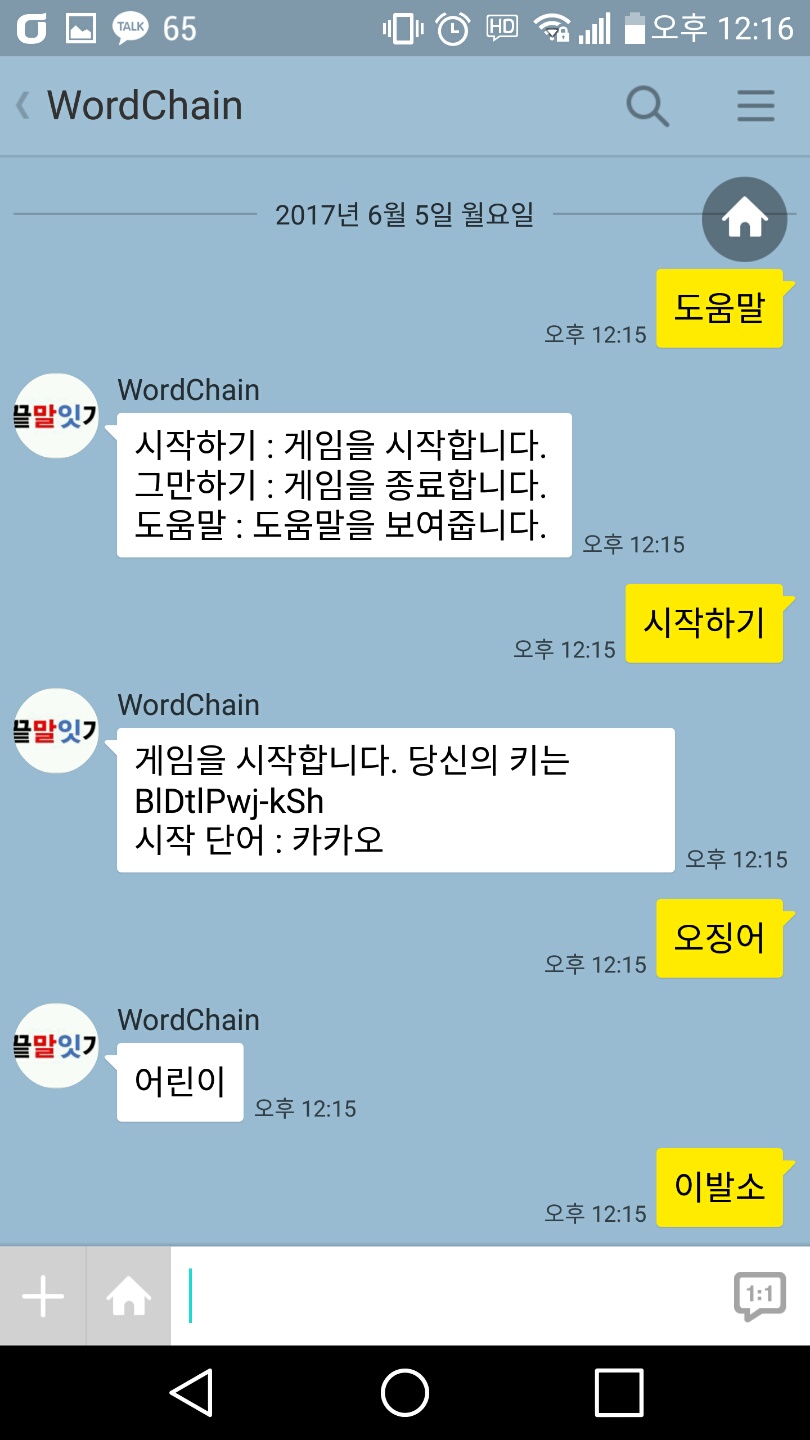 TALK 65 HD 오후 12:16
WordChain
2017년 6월 5일 월요일
도움말
오후 12:15
WordChain
끝말잇기
시작하기 : 게임을 시작합니다.
그만하기 : 게임을 종료합니다.
도움말 : 도움말을 보여줍니다.
오후 12:15
시작하기
오후 12:15
WordChain
끝말잇기
게임을 시작합니다. 당신의 키는
BlDtlPwj-kSh
시작 단어 : 카카오
오후 12:15
오징어
오후 12:15
WordChain
끝말잇기
어린이
오후 12:15
이발소
오후 12:15
1:1